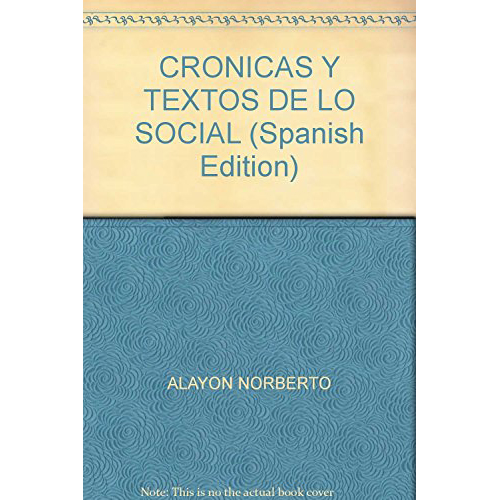 CRONICAS Y
TEXTOS DE LO
SOCIAL (Spanish
Edition)
ALAYON NORBERTO
Note: This is no the actual book cover